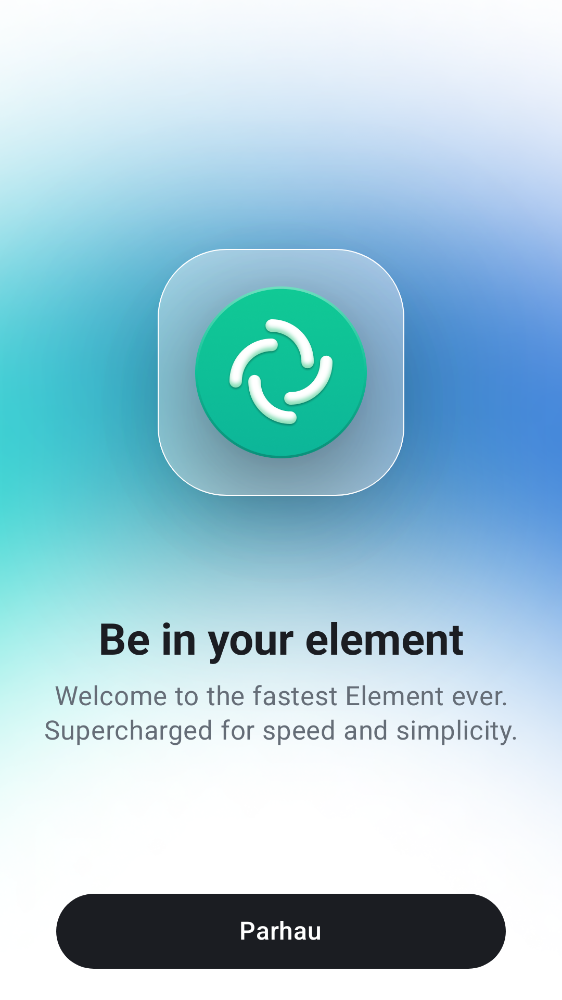 Be in your element
Welcome to the fastest Element ever.
Supercharged for speed and simplicity.
Parhau